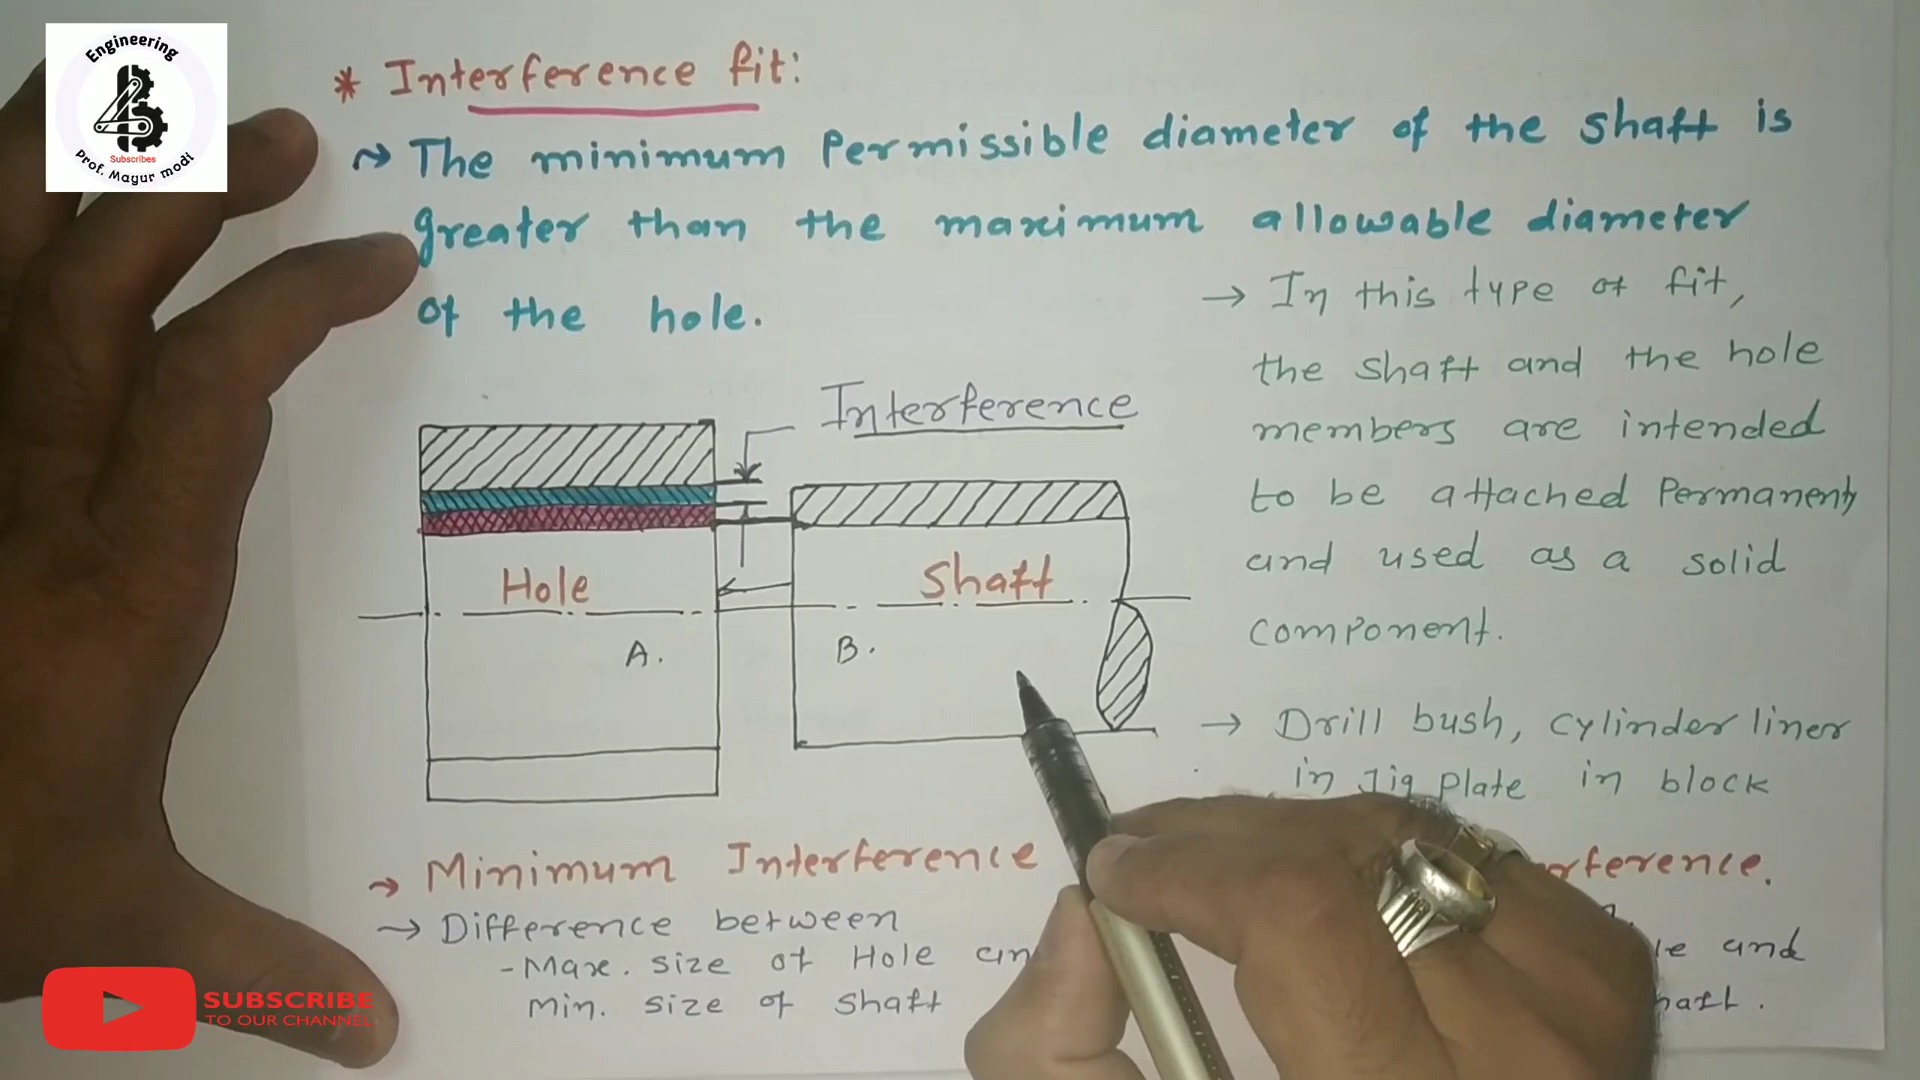 Engineering
Subscribes
Prof. Mayur modi
* Interference fit:
The minimum Permissible diameter of the shaft is
greater than the maximum allowable diameter
of the hole.
→ In this type of fit,
the shaft and the hole
members are intended
to be attached Permanenty
and used as a solid
component.
Interference
Hole
Shaft
A.
B.
→ Drill bush, cylinder liner
in Jig plate in block
→ Minimum Interference
→ Difference between
- Max. size of Hole
Min. size of shaft
and
SUBSCRIBE
TO OUR CHANNEL